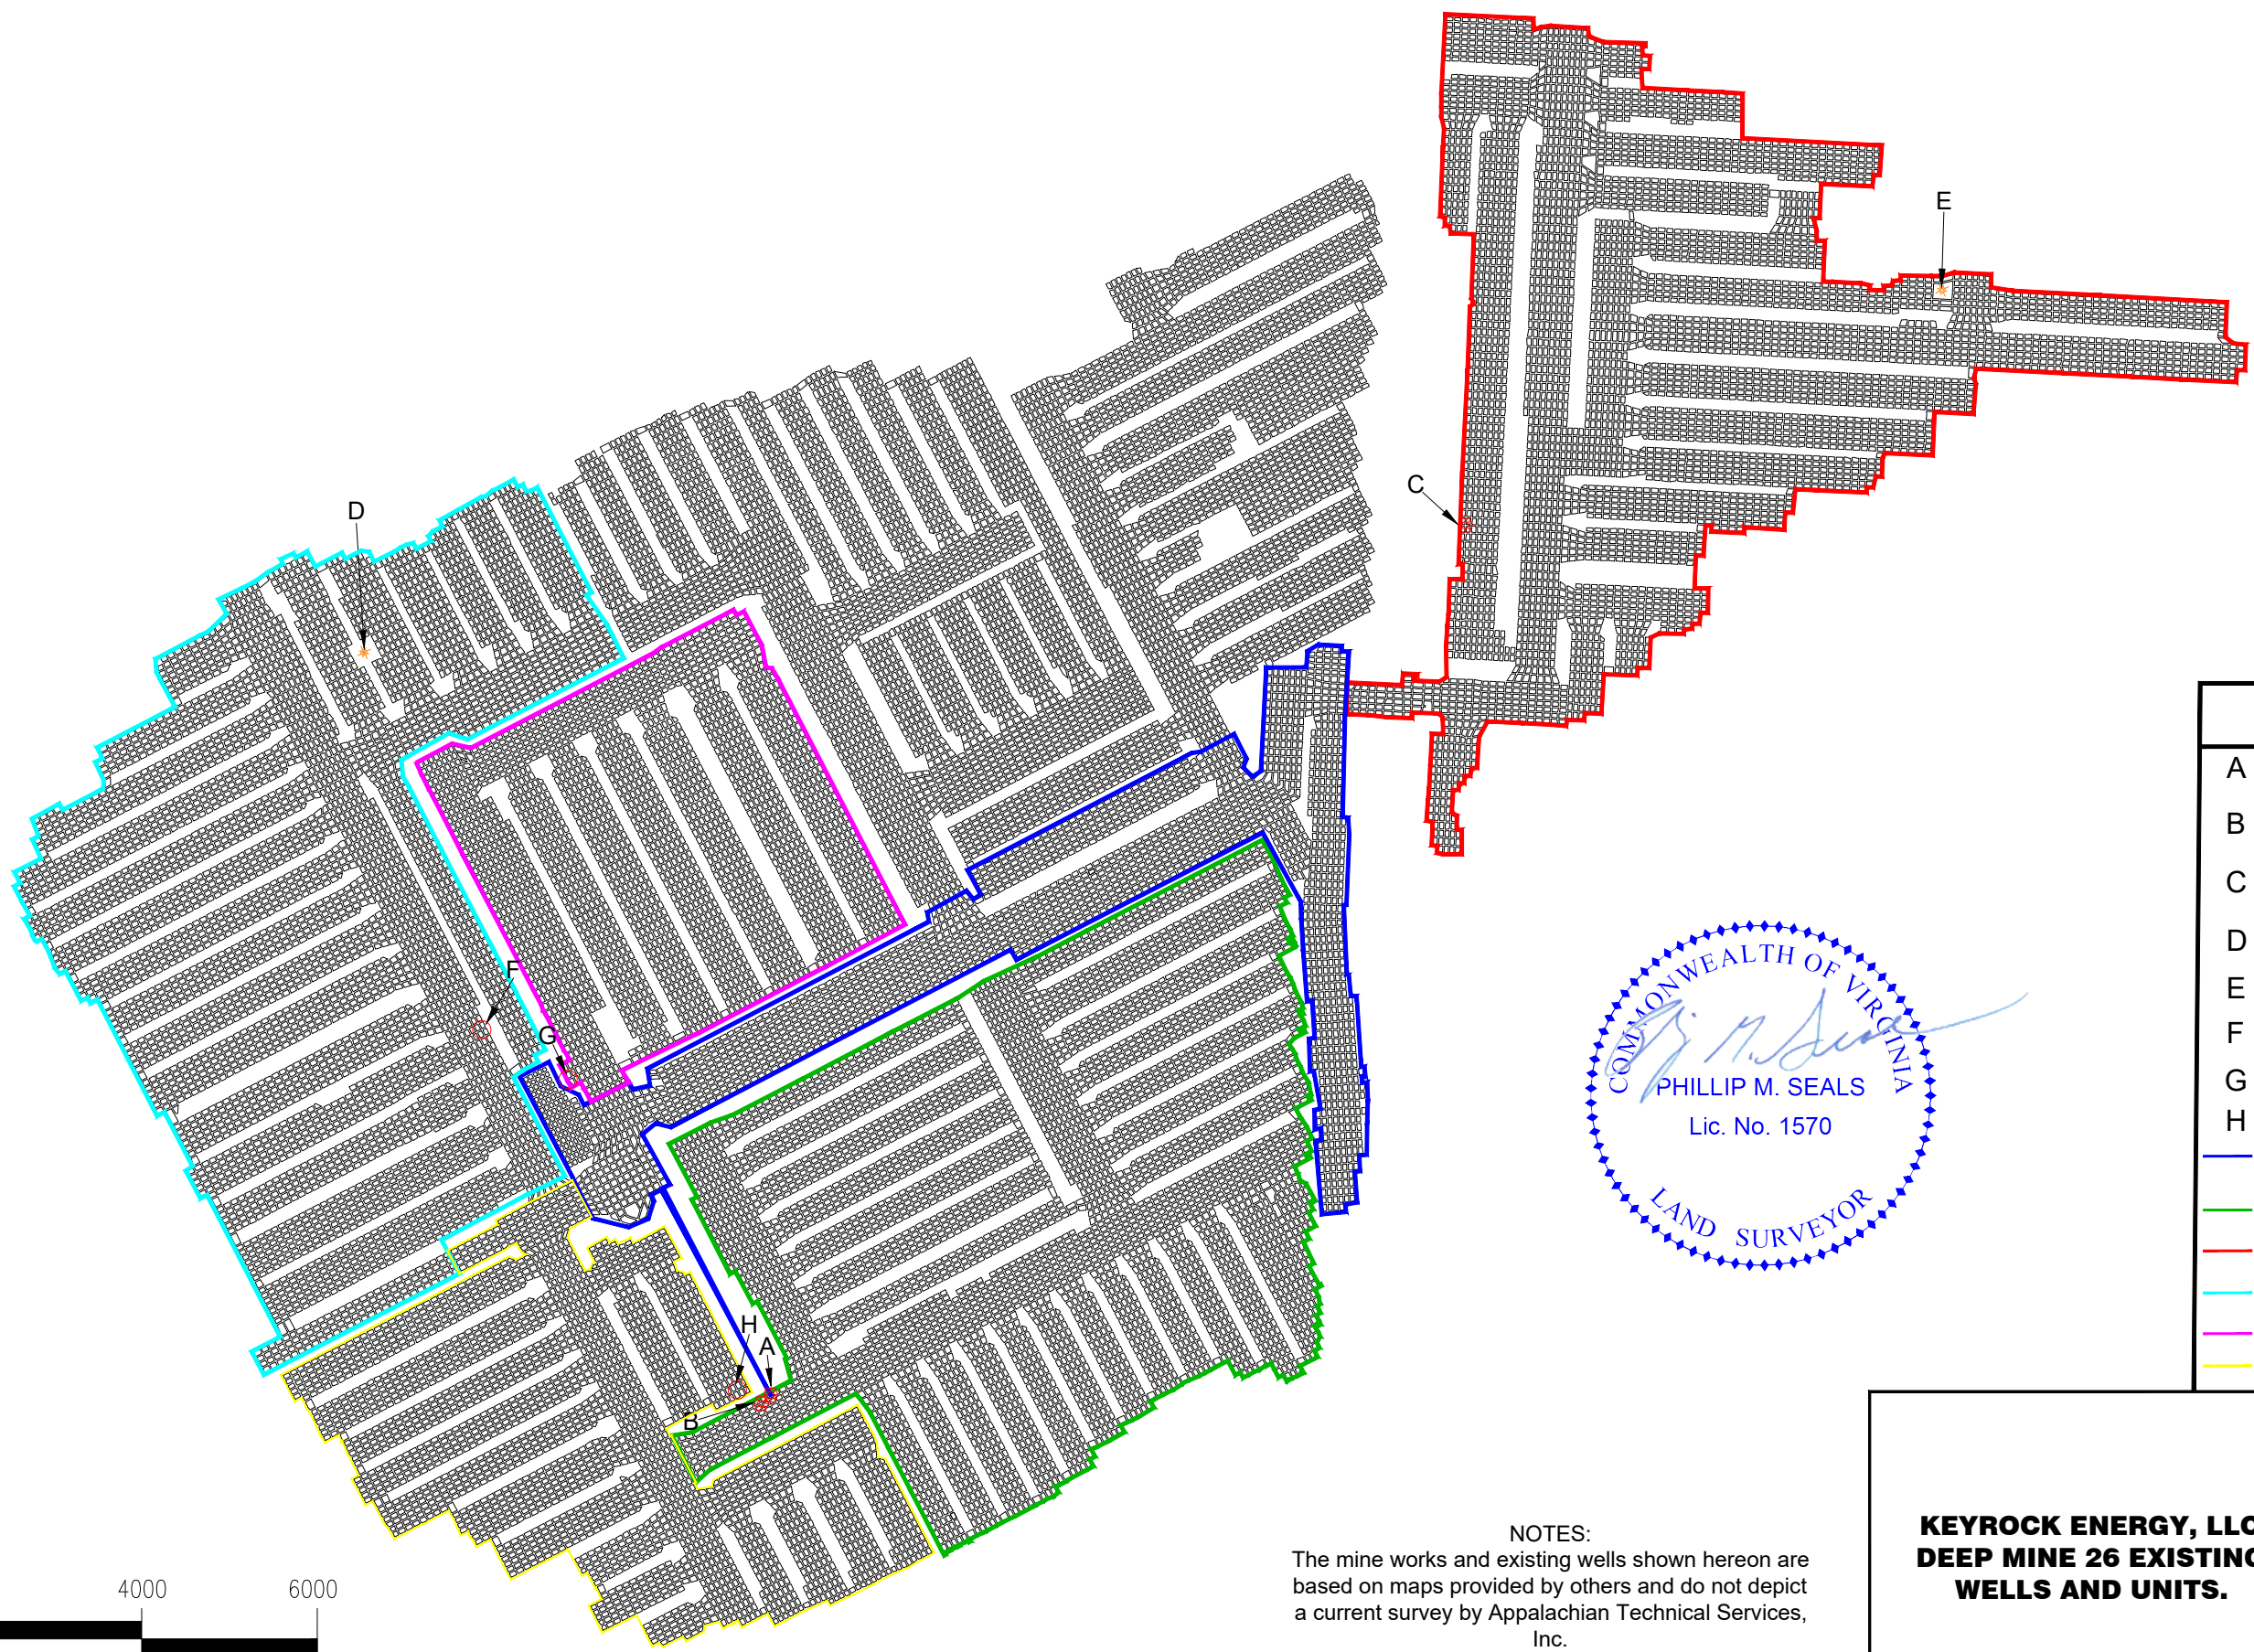 E
C
D
F
G
H
A
B
A
B
C
D
E
F
G
H
COMMONWEALTH OF VIRGINIA
PHILLIP M. SEALS
Lic. No. 1570
LAND SURVEYOR
NOTES:
The mine works and existing wells shown hereon are
based on maps provided by others and do not depict
a current survey by Appalachian Technical Services,
Inc.
KEYROCK ENERGY, LLC
DEEP MINE 26 EXISTING
WELLS AND UNITS.
4000 6000